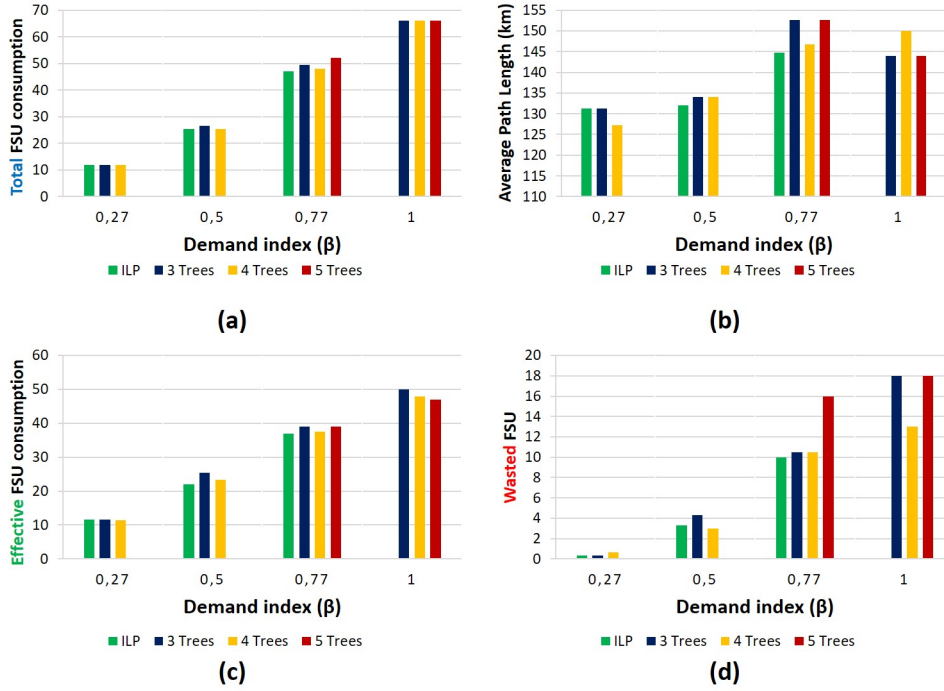 Total FSU consumption
70
60
50
40
30
20
10
0
0,27 0,5 0,77 1
Demand index (β)
ILP 3 Trees 4 Trees 5 Trees
(a)
Average Path Length (km)
155
150
145
140
135
130
125
120
115
110
0,27 0,5 0,77 1
Demand index (β)
ILP 3 Trees 4 Trees 5 Trees
(b)
Effective FSU consumption
60
50
40
30
20
10
0
0,27 0,5 0,77 1
Demand index (β)
ILP 3 Trees 4 Trees 5 Trees
(c)
Wasted FSU
20
18
16
14
12
10
8
6
4
2
0
0,27 0,5 0,77 1
Demand index (β)
ILP 3 Trees 4 Trees 5 Trees
(d)